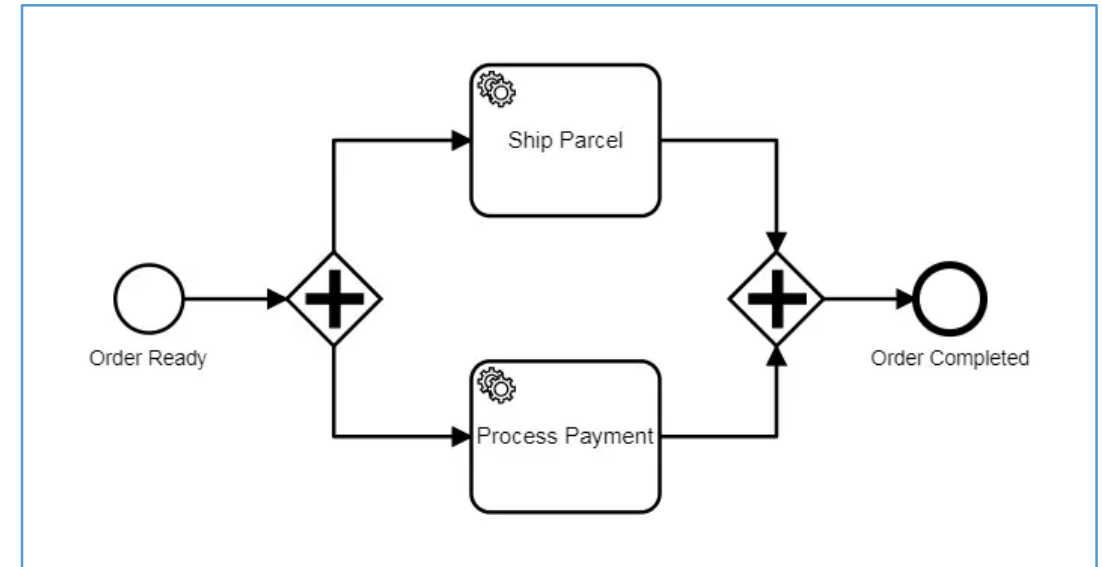 Ship Parcel
Order Ready
Order Completed
Process Payment